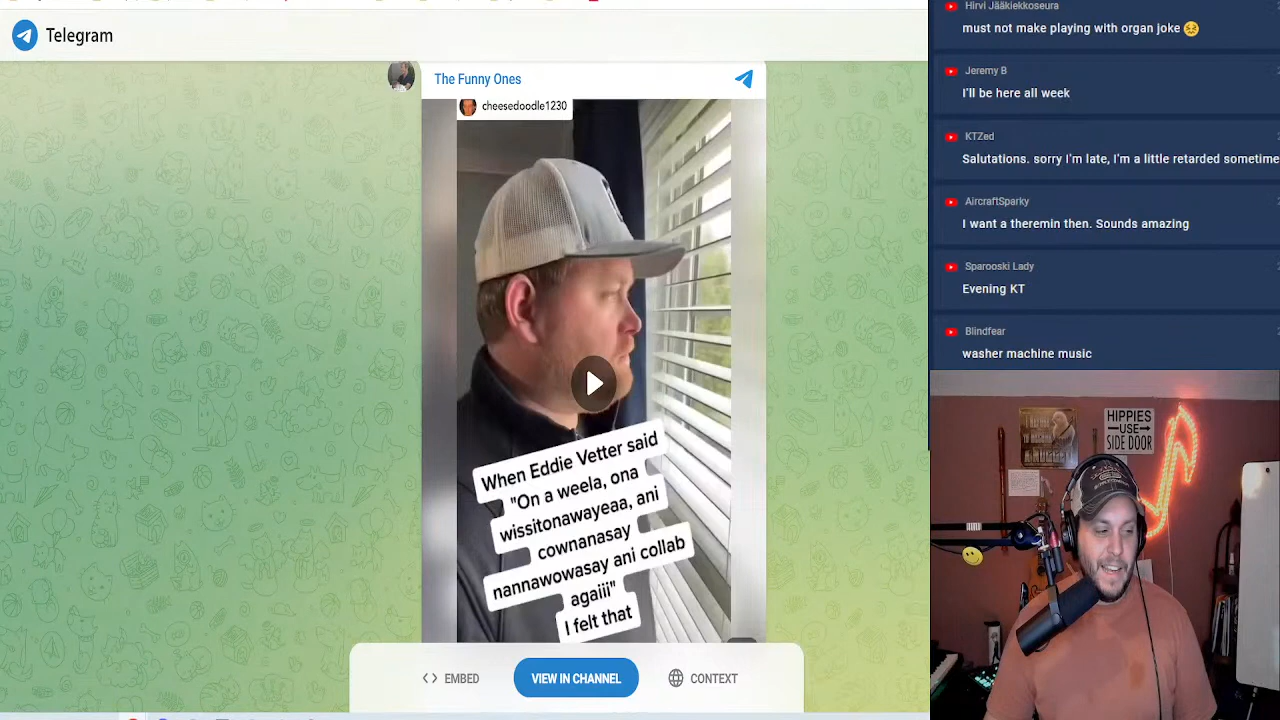 Telegram
The Funny Ones
cheesedoodle1230
When Eddie Vetter said
"On a weela, ona
wissitonawayeaa, ani
cownanasay
nannawowasay ani collab
agaiii"
I felt that
EMBED
VIEW IN CHANNEL
CONTEXT
Hirvi Jääkiekkoseura
must not make playing with organ joke 😣
Jeremy B
I'll be here all week
KTZed
Salutations. sorry I'm late, I'm a little retarded sometime
AircraftSparky
I want a theremin then. Sounds amazing
Sparooski Lady
Evening KT
Blindfear
washer machine music
HIPPIES
USE
SIDE DOOR